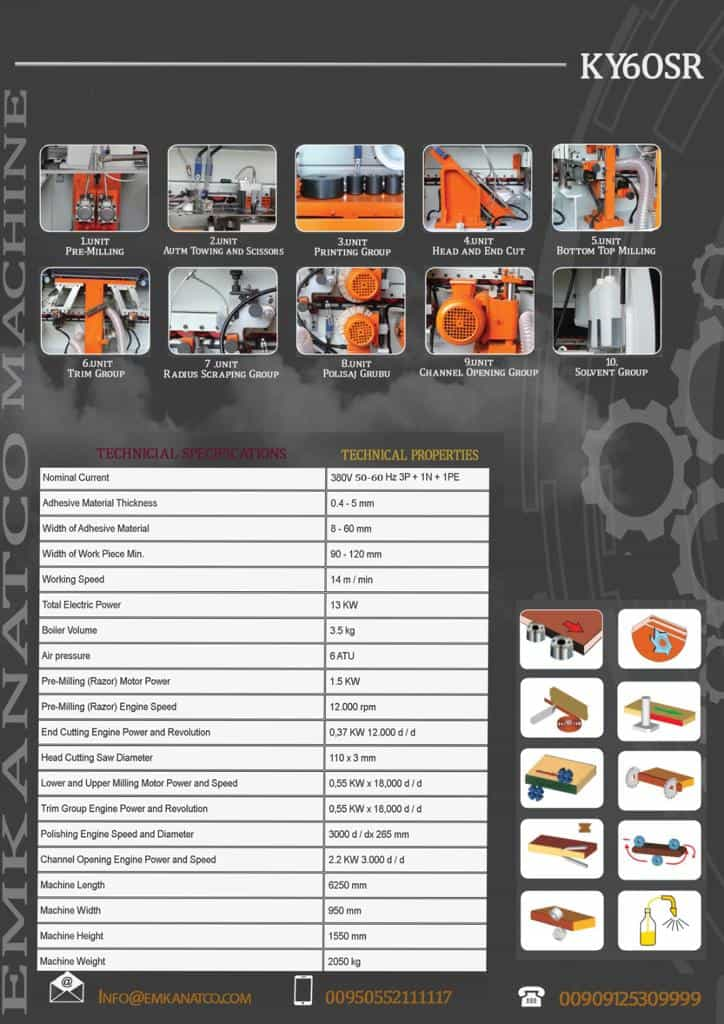 KY60SR
EMKANATCO MACHINE
1.UNIT
PRE-MILLING
2.UNIT
AUTM TOWING AND SCISSORS
3.UNIT
PRINTING GROUP
4.UNIT
HEAD AND END CUT
5.UNIT
BOTTOM TOP MILLING
6.UNIT
TRIM GROUP
7 .UNIT
RADIUS SCRAPING GROUP
8.UNIT
POLISAJ GRUBU
9.UNIT
CHANNEL OPENING GROUP
10.
SOLVENT GROUP
TECHNICIAL SPECIFICATIONS TECHNICAL PROPERTIES
Nominal Current 380V 50-60 Hz 3P + 1N + 1PE
Adhesive Material Thickness 0.4 - 5 mm
Width of Adhesive Material 8 - 60 mm
Width of Work Piece Min. 90 - 120 mm
Working Speed 14 m / min
Total Electric Power 13 KW
Boiler Volume 3.5 kg
Air pressure 6 ATU
Pre-Milling (Razor) Motor Power 1.5 KW
Pre-Milling (Razor) Engine Speed 12.000 rpm
End Cutting Engine Power and Revolution 0,37 KW 12.000 d / d
Head Cutting Saw Diameter 110 x 3 mm
Lower and Upper Milling Motor Power and Speed 0,55 KW x 18,000 d / d
Trim Group Engine Power and Revolution 0,55 KW x 18,000 d / d
Polishing Engine Speed and Diameter 3000 d / dx 265 mm
Channel Opening Engine Power and Speed 2.2 KW 3.000 d / d
Machine Length 6250 mm
Machine Width 950 mm
Machine Height 1550 mm
Machine Weight 2050 kg
@
INFO@EMKANATCO.COM
00950552111117
00909125309999